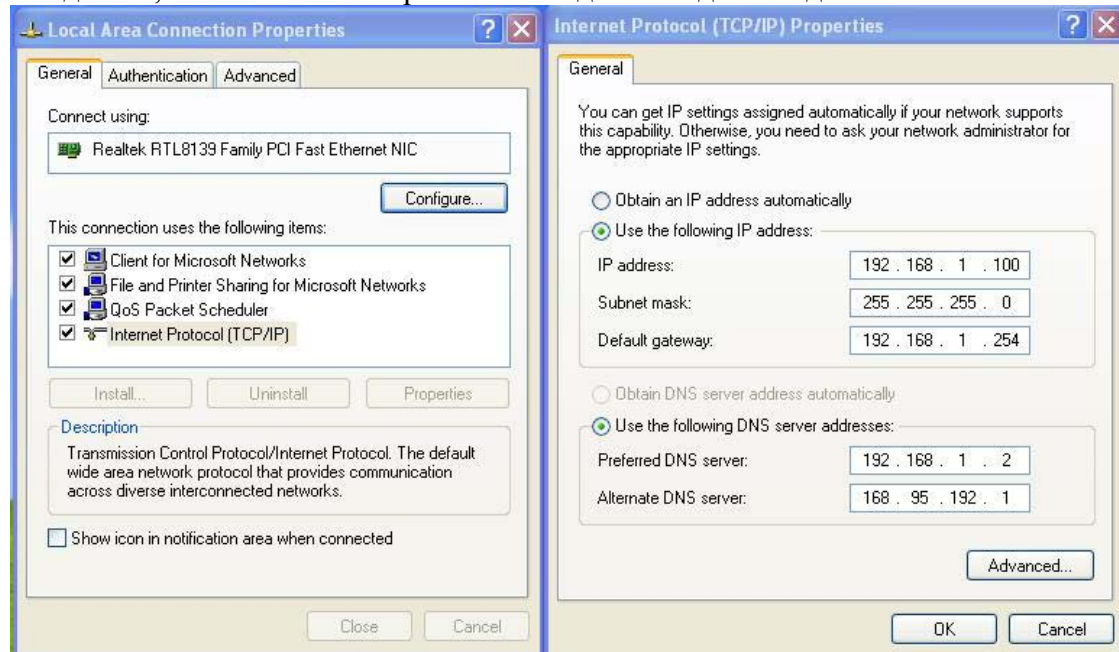 Local Area Connection Properties
General Authentication Advanced
Connect using:
Realtek RTL8139 Family PCI Fast Ethernet NIC
Configure...
This connection uses the following items:
Client for Microsoft Networks
File and Printer Sharing for Microsoft Networks
QoS Packet Scheduler
Internet Protocol (TCP/IP)
Install... Uninstall Properties
Description
Transmission Control Protocol/Internet Protocol. The default
wide area network protocol that provides communication
across diverse interconnected networks.
Show icon in notification area when connected
Close Cancel
Internet Protocol (TCP/IP) Properties
General
You can get IP settings assigned automatically if your network supports
this capability. Otherwise, you need to ask your network administrator for
the appropriate IP settings.
Obtain an IP address automatically
Use the following IP address:
IP address: 192 . 168 . 1 . 100
Subnet mask: 255 . 255 . 255 . 0
Default gateway: 192 . 168 . 1 . 254
Obtain DNS server address automatically
Use the following DNS server addresses:
Preferred DNS server: 192 . 168 . 1 . 2
Alternate DNS server: 168 . 95 . 192 . 1
Advanced...
OK Cancel